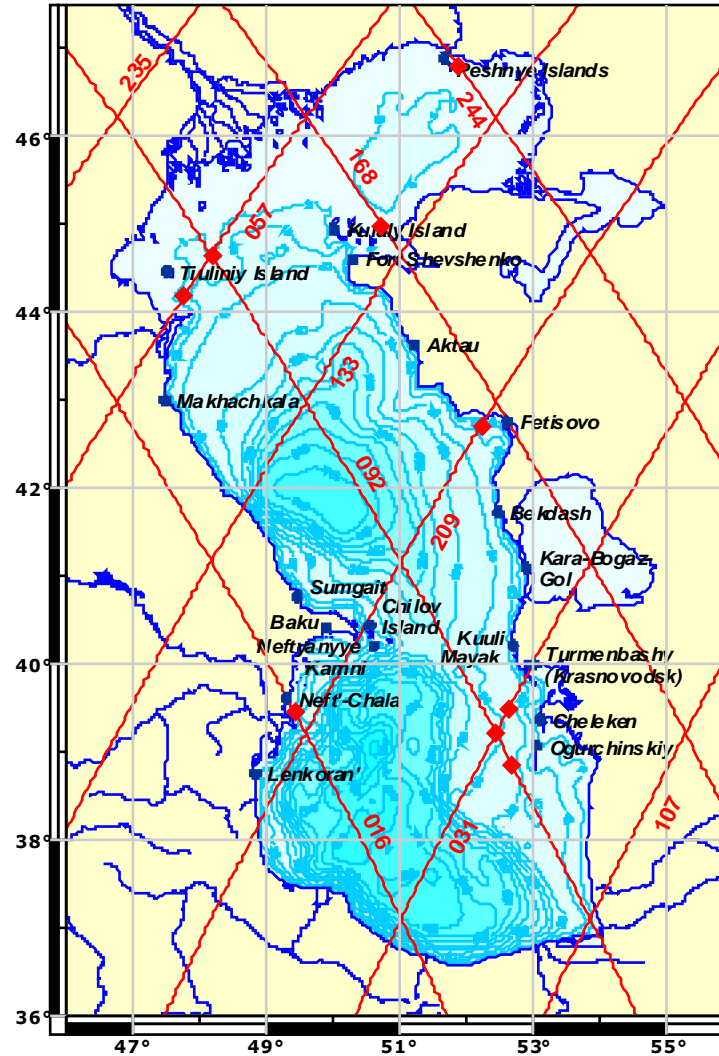 235
Peshnye Islands
244
46°
168
057
Kulaly Island
Fort Shevshenko
Tiuliniy Island
44°
Aktau
133
Makhachkala
Fetisovo
092
42°
209
Bekdash
Kara-Bogaz-
Gol
Sumgait
Chilov
Island
Baku
Neftyanyye
Kamni
Kuuli
Mayak
Turmenbashy
(Krasnovodsk)
40°
Neft'-Chala
Cheleken
Ogurchinskiy
Lenkoran'
016
031
107
38°
36°
47°
49°
51°
53°
55°